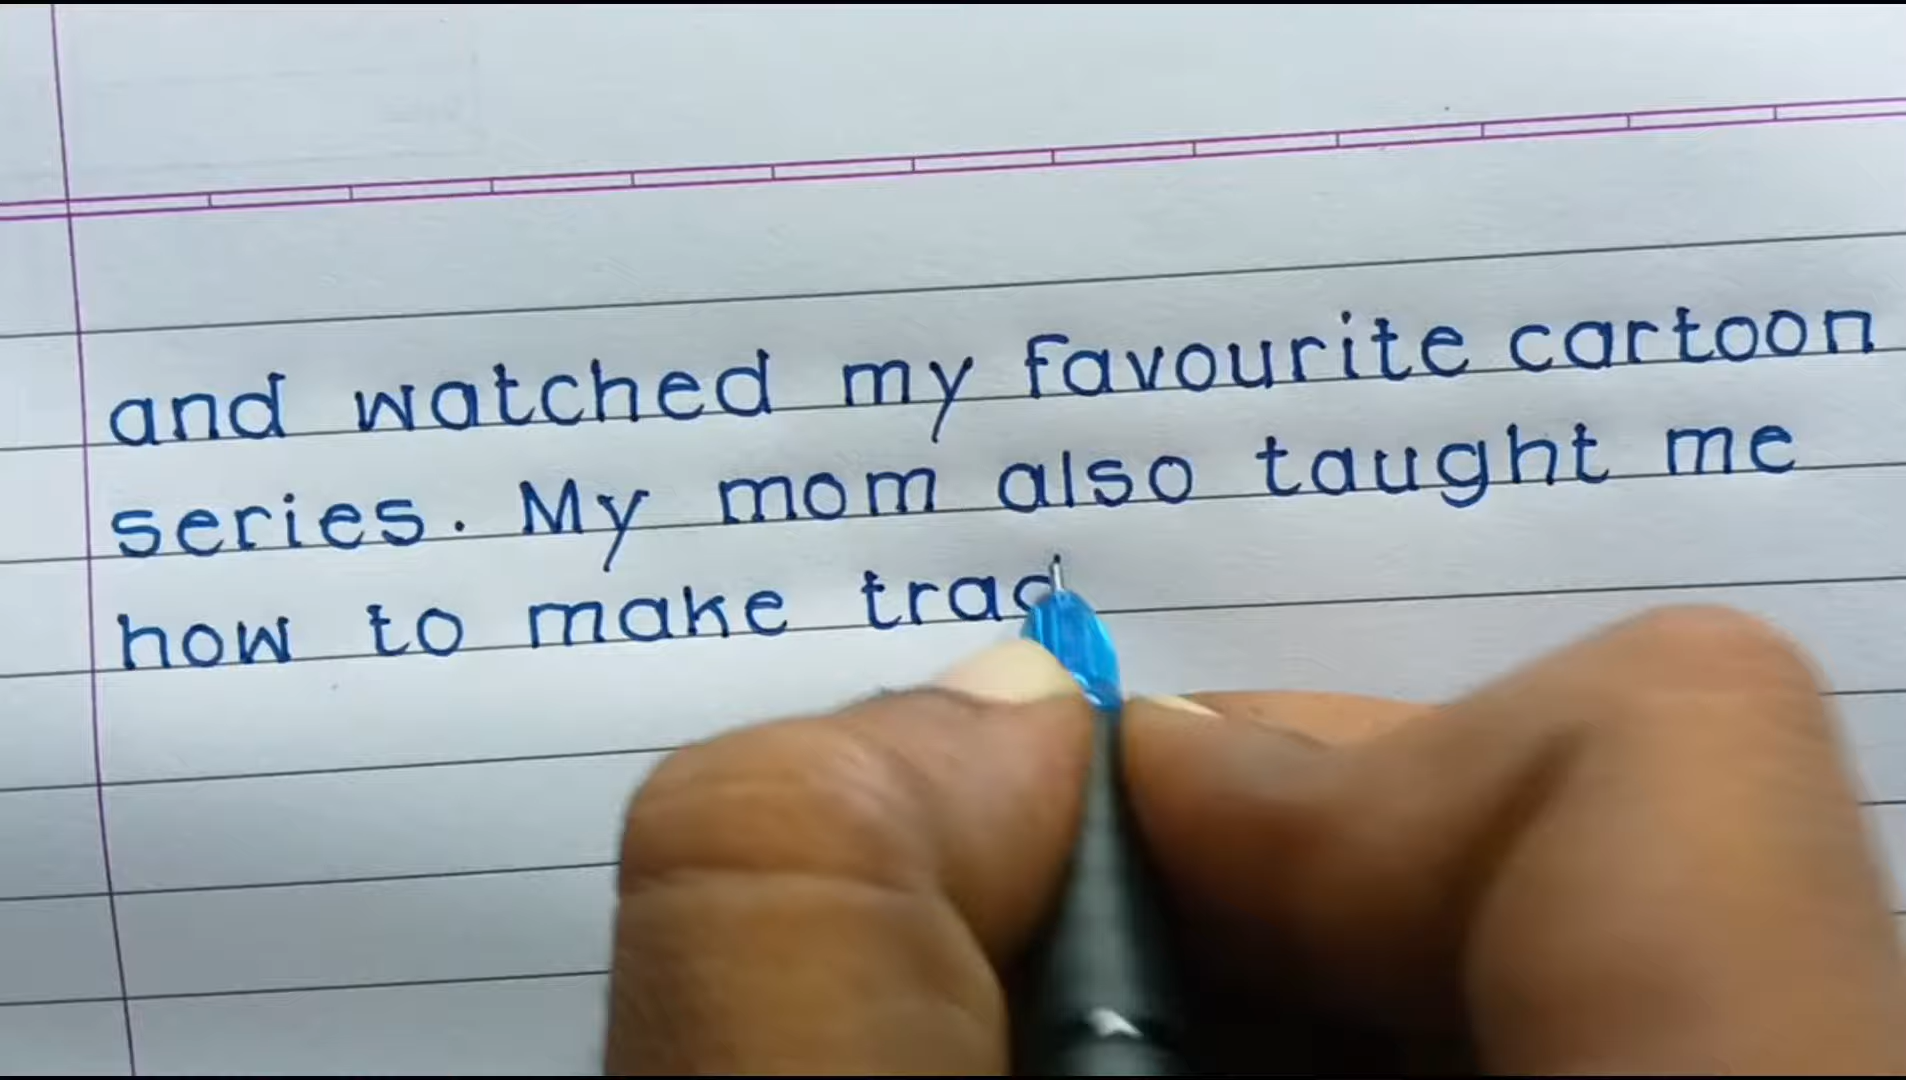 and watched my favourite cartoon
series. My mom also taught me
how to make